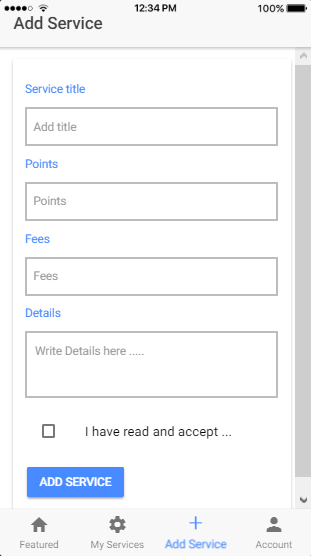 12:34 PM 100%
Add Service
Service title
Add title
Points
Points
Fees
Fees
Details
Write Details here .....
I have read and accept ...
ADD SERVICE
Featured My Services Add Service Account